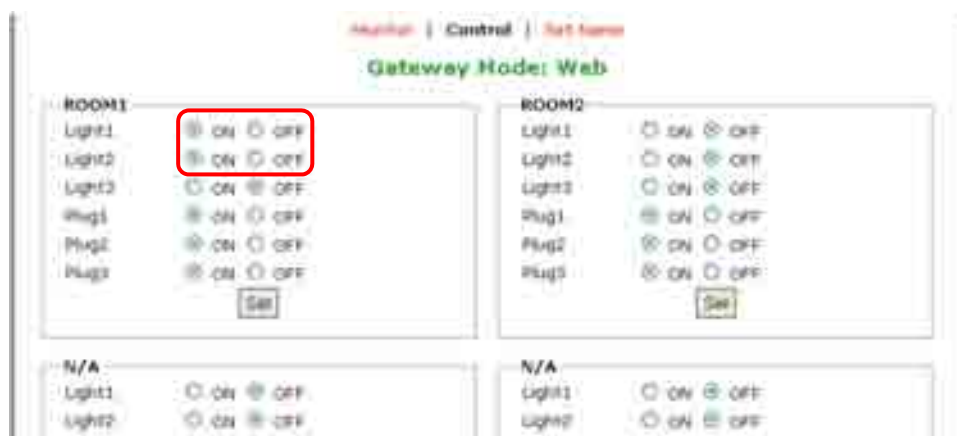 Monitor | Control | Set Name
Gateway Mode: Web
ROOM1
Light1 ON OFF
Light2 ON OFF
Light3 ON OFF
Plug1 ON OFF
Plug2 ON OFF
Plug3 ON OFF
Set
ROOM2
Light1 ON OFF
Light2 ON OFF
Light3 ON OFF
Plug1 ON OFF
Plug2 ON OFF
Plug3 ON OFF
Set
N/A
Light1 ON OFF
Light2 ON OFF
N/A
Light1 ON OFF
Light2 ON OFF